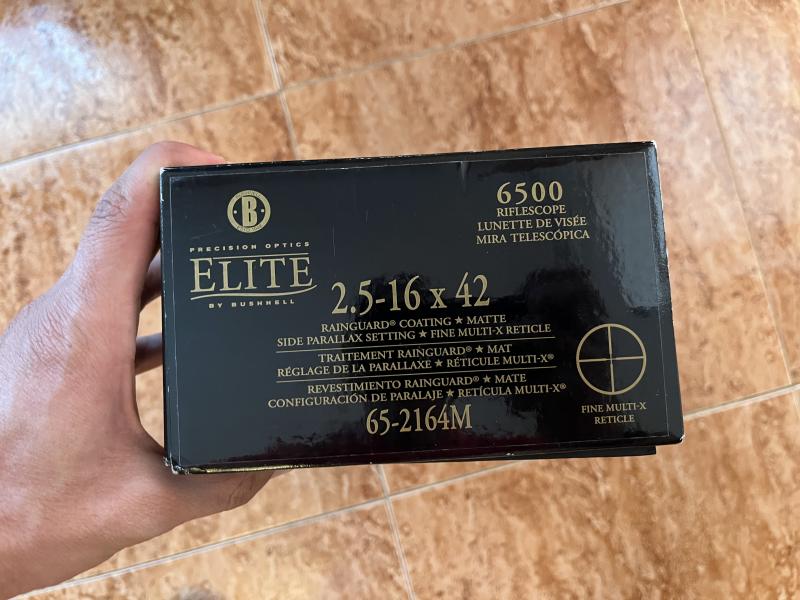 B
PRECISION OPTICS
ELITE
BY BUSHNELL
6500
RIFLESCOPE
LUNETTE DE VISÉE
MIRA TELESCÓPICA
2.5-16 x 42
RAINGUARD® COATING ★ MATTE
SIDE PARALLAX SETTING ★ FINE MULTI-X RETICLE
TRAITEMENT RAINGUARD® ★ MAT
RÉGLAGE DE LA PARALLAXE ★ RÉTICULE MULTI-X®
REVESTIMIENTO RAINGUARD® ★ MATE
CONFIGURACIÓN DE PARALAJE ★ RETÍCULA MULTI-X®
65-2164M
FINE MULTI-X
RETICLE